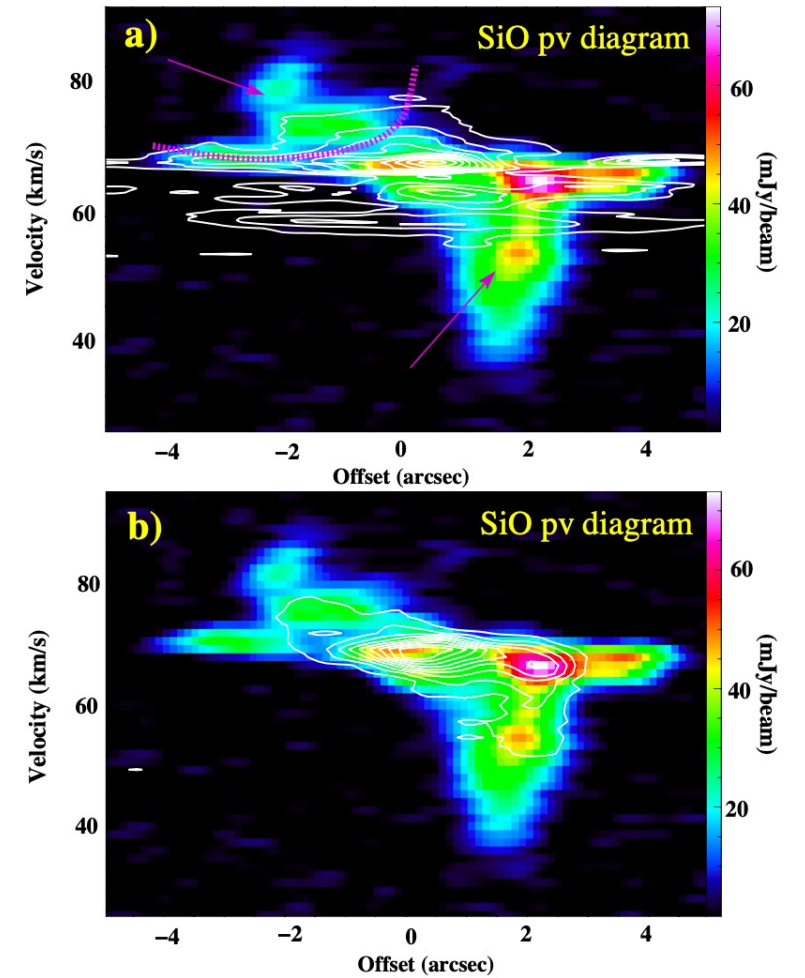 a)
SiO pv diagram
80
60
40
Velocity (km/s)
60
40
20
(mJy/beam)
−4 −2 0 2 4
Offset (arcsec)
b)
SiO pv diagram
80
60
40
Velocity (km/s)
60
40
20
(mJy/beam)
−4 −2 0 2 4
Offset (arcsec)